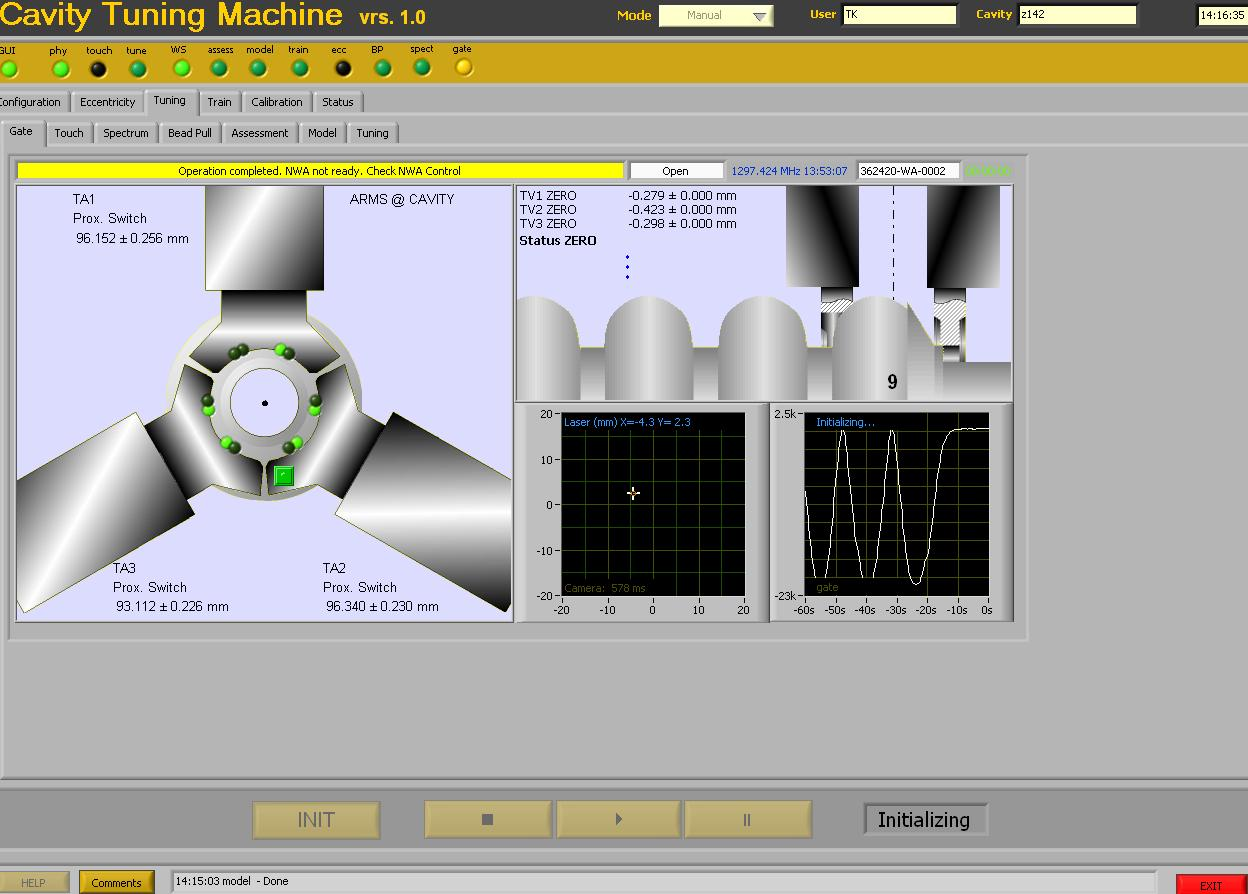 Cavity Tuning Machine vrs. 1.0
Mode Manual User TK Cavity z142 14:16:35
GUI phy touch tune WS assess model train ecc BP spect gate
Configuration Eccentricity Tuning Train Calibration Status
Gate Touch Spectrum Bead Pull Assessment Model Tuning
Operation completed. NWA not ready. Check NWA Control Open 1297.424 MHz 13:53:07 362420-WA-0002 00:00:00
TA1
Prox. Switch
96.152 ± 0.256 mm
ARMS @ CAVITY
TA3
Prox. Switch
93.112 ± 0.226 mm
TA2
Prox. Switch
96.340 ± 0.230 mm
TV1 ZERO -0.279 ± 0.000 mm
TV2 ZERO -0.423 ± 0.000 mm
TV3 ZERO -0.298 ± 0.000 mm
Status ZERO
9
Laser (mm) X=-4.3 Y= 2.3
20
10
0
-10
-20
Camera: 578 ms
-20 -10 0 10 20
2.5k
Initializing...
gate
-23k
-60s -50s -40s -30s -20s -10s 0s
INIT
Initializing
HELP Comments 14:15:03 model - Done EXIT